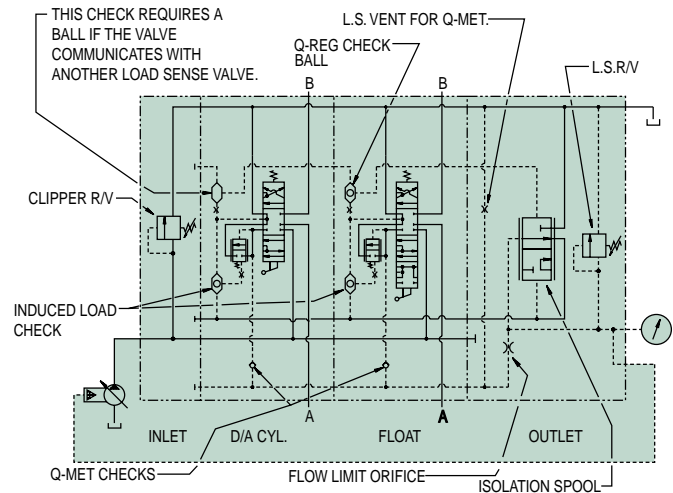 THIS CHECK REQUIRES A
BALL IF THE VALVE
COMMUNICATES WITH
ANOTHER LOAD SENSE VALVE.
L.S. VENT FOR Q-MET.
Q-REG CHECK
BALL
L.S.R/V
B
B
CLIPPER R/V
INDUCED LOAD
CHECK
A
A
INLET
D/A CYL.
FLOAT
OUTLET
Q-MET CHECKS
FLOW LIMIT ORIFICE
ISOLATION SPOOL